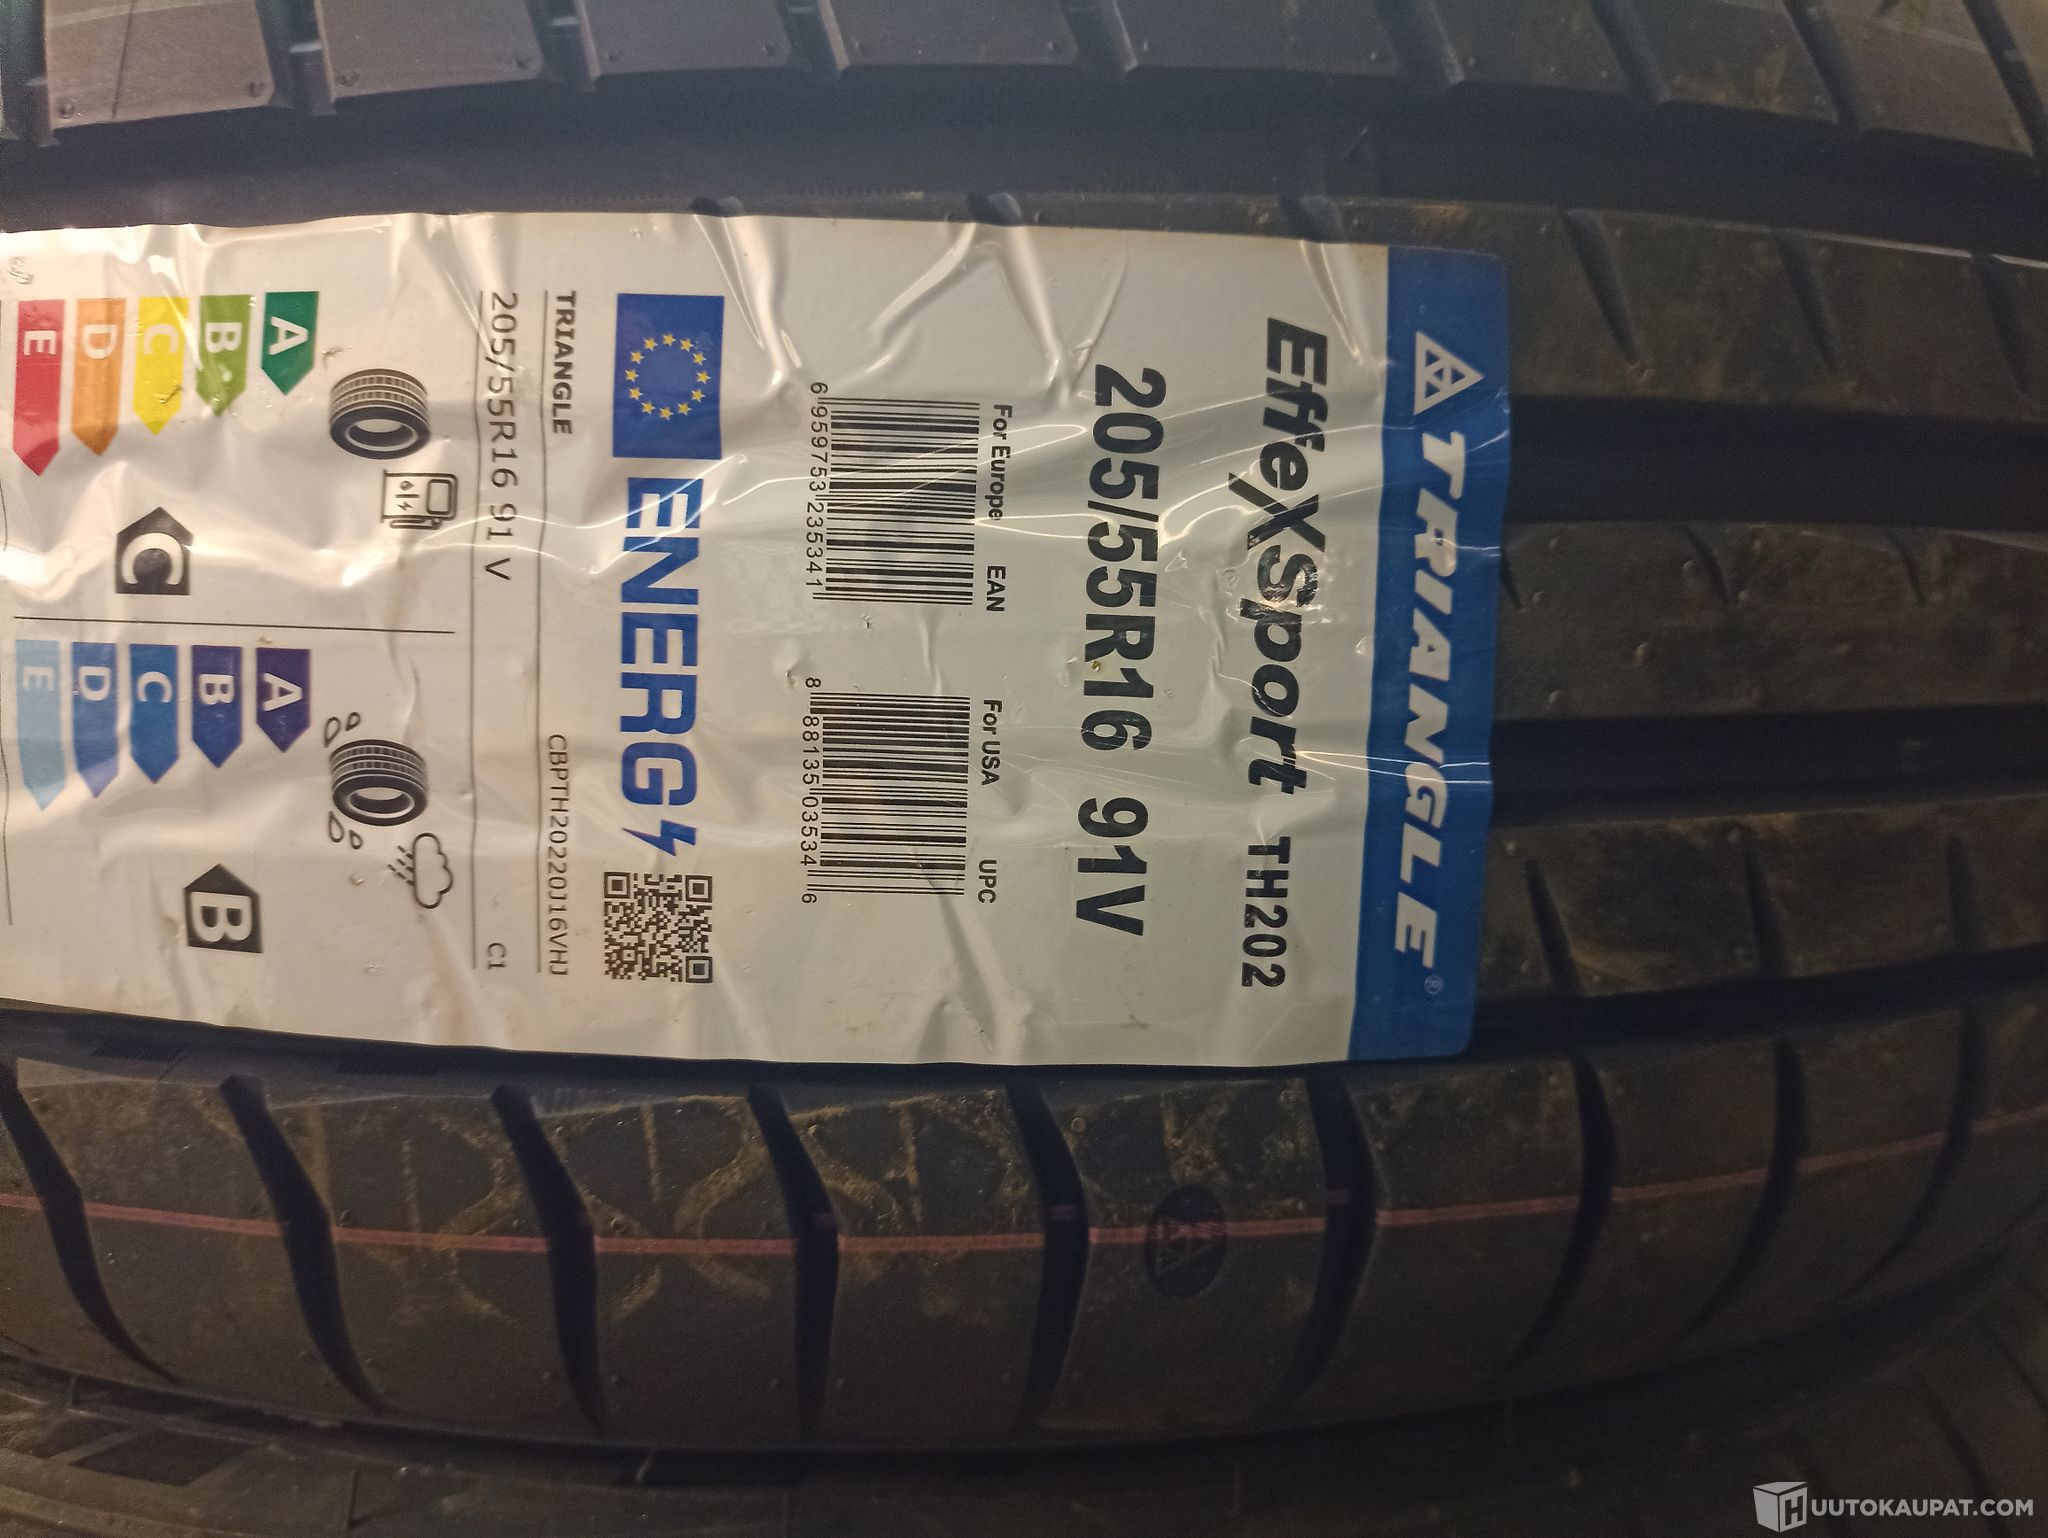 TRIANGLE®
EffeXSport TH202
205/55R16 91V
For Europe EAN
6 959753 235341
For USA UPC
8 88135 03534 6
ENERG
TRIANGLE
CBPTH20220J16VHJ
205/55R16 91 V
C1
A
B
C
D
E
C
A
B
C
D
E
B
HUUTOKAUPAT.COM